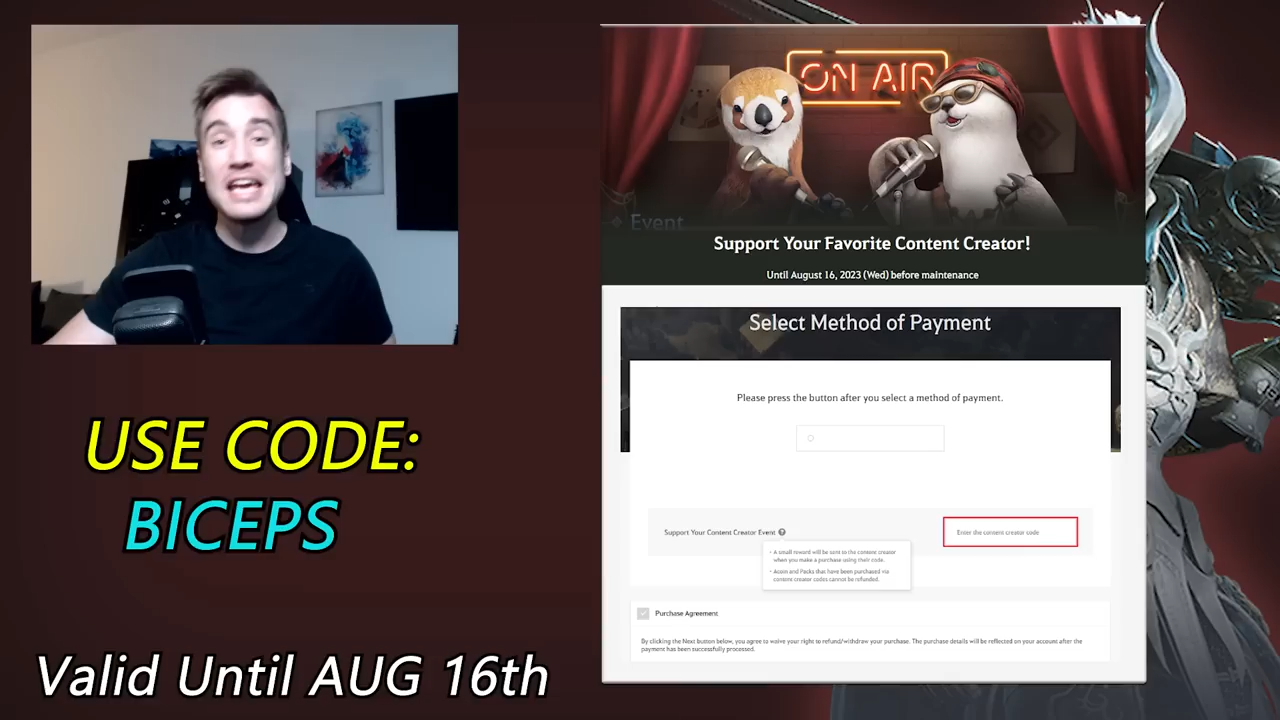 ON AIR
Event
Support Your Favorite Content Creator!
Until August 16, 2023 (Wed) before maintenance
Select Method of Payment
Please press the button after you select a method of payment.
USE CODE:
BICEPS
Support Your Content Creator Event ?
Enter the content creator code
• A small reward will be sent to the content creator
when you make a purchase using their code.
• Acoin and Packs that have been purchased via
content creator codes cannot be refunded.
Purchase Agreement
By clicking the Next button below, you agree to waive your right to refund/withdraw your purchase. The purchase details will be reflected on your account after the
payment has been successfully processed.
Valid Until AUG 16th